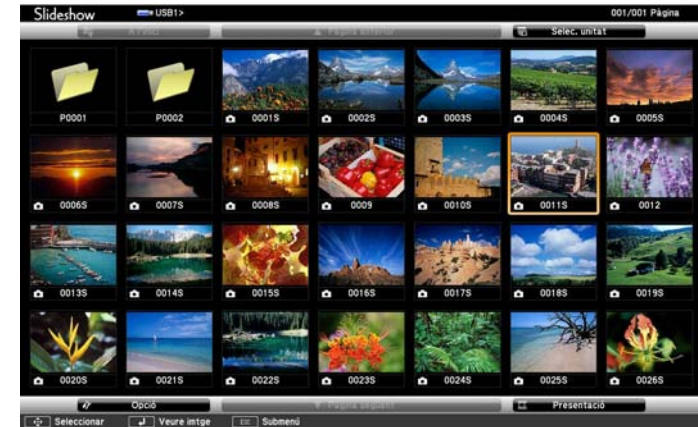 Slideshow USB1> 001/001 Pàgina
A l'inici Pàgina anterior Selec. unitat
P0001 P0002 0001S 0002S 0003S 0004S 0005S
0006S 0007S 0008S 0009 0010S 0011S 0012
0013S 0014S 0015S 0016S 0017S 0018S 0019S
0020S 0021S 0022S 0023S 0024S 0025S 0026S
Opció Pàgina següent Presentació
Seleccionar Veure imtge Esc Submenú